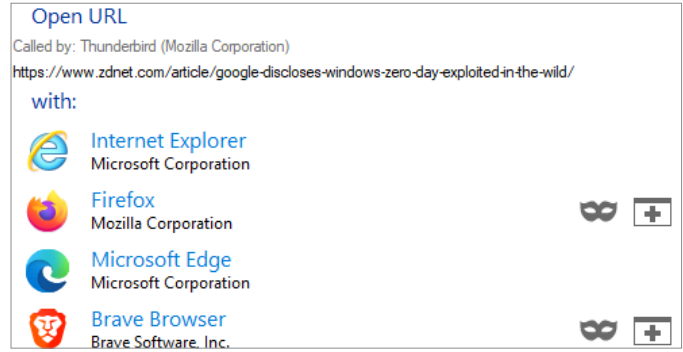 Open URL
Called by: Thunderbird (Mozilla Corporation)
https://www.zdnet.com/article/google-discloses-windows-zero-day-exploited-in-the-wild/
with:
Internet Explorer
Microsoft Corporation
Firefox
Mozilla Corporation
Microsoft Edge
Microsoft Corporation
Brave Browser
Brave Software, Inc.